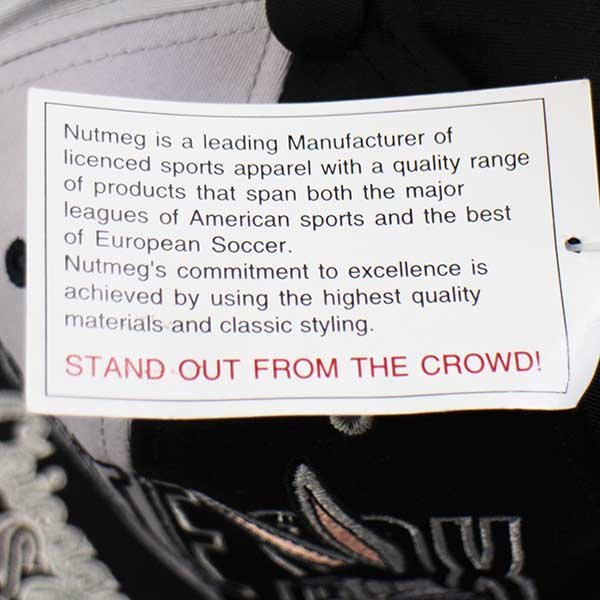 Nutmeg is a leading Manufacturer of
licenced sports apparel with a quality range
of products that span both the major
leagues of American sports and the best
of European Soccer.
Nutmeg's commitment to excellence is
achieved by using the highest quality
materials and classic styling.
STAND OUT FROM THE CROWD!